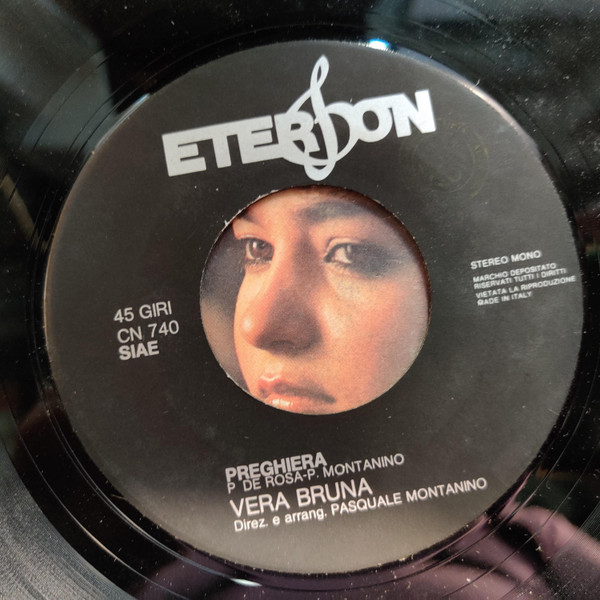 ETERSON
45 GIRI
CN 740
SIAE
STEREO MONO
MARCHIO DEPOSITATO
RISERVATI TUTTI I DIRITTI
VIETATA LA RIPRODUZIONE
MADE IN ITALY
PREGHIERA
P DE ROSA-P. MONTANINO
VERA BRUNA
Direz. e arrang. PASQUALE MONTANINO